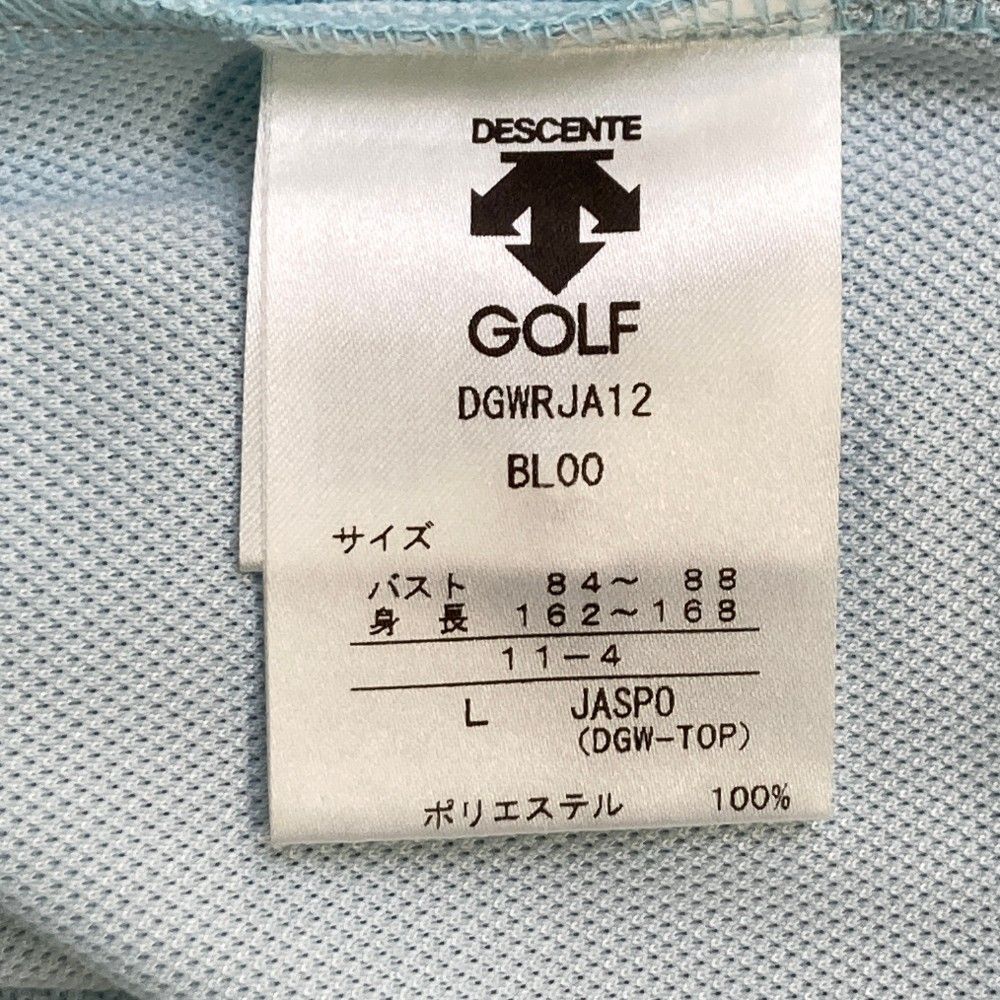 DESCENTE
GOLF
DGWRJA12
BL00
サイズ
バスト 84～ 88
身 長 162～168
11-4
L JASPO
(DGW-TOP)
ポリエステル 100%